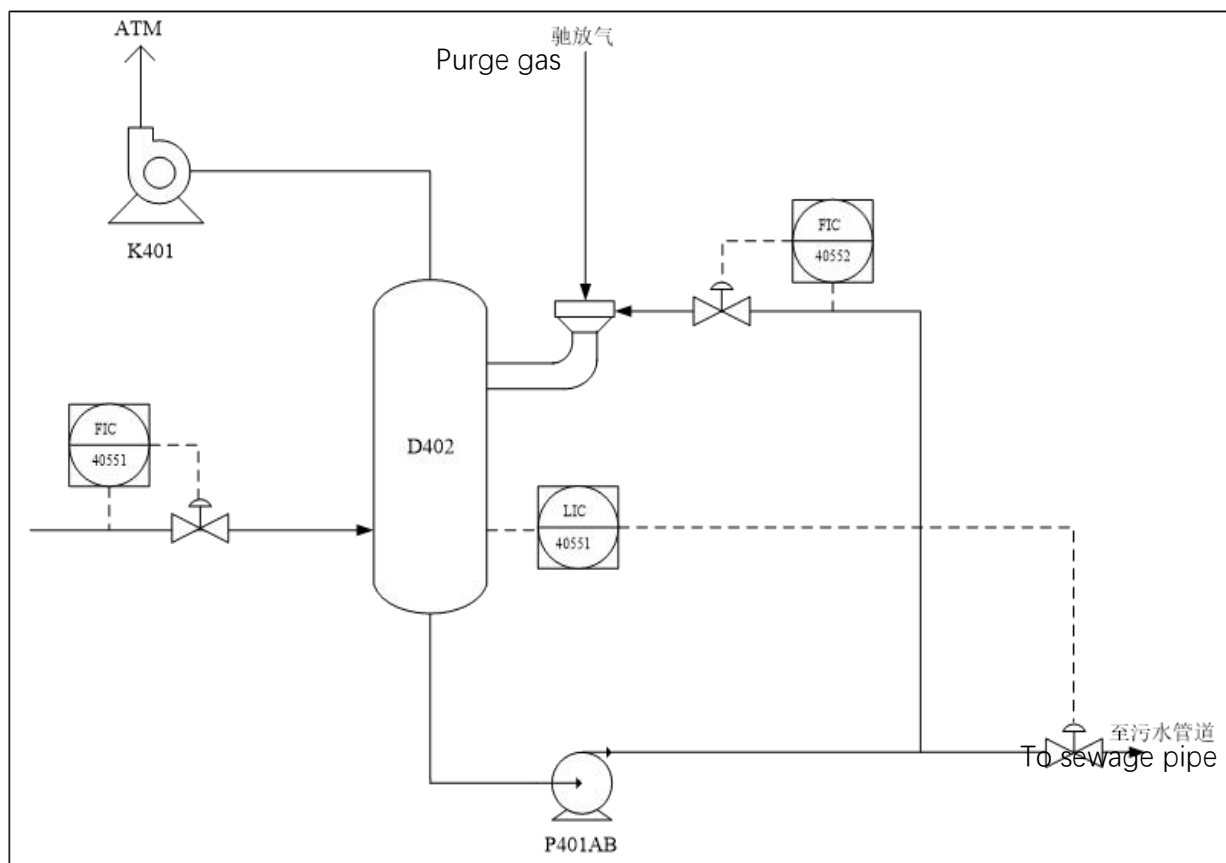 ATM
驰放气
Purge gas
K401
FIC
40552
FIC
40551
D402
LIC
40551
至污水管道
To sewage pipe
P401AB